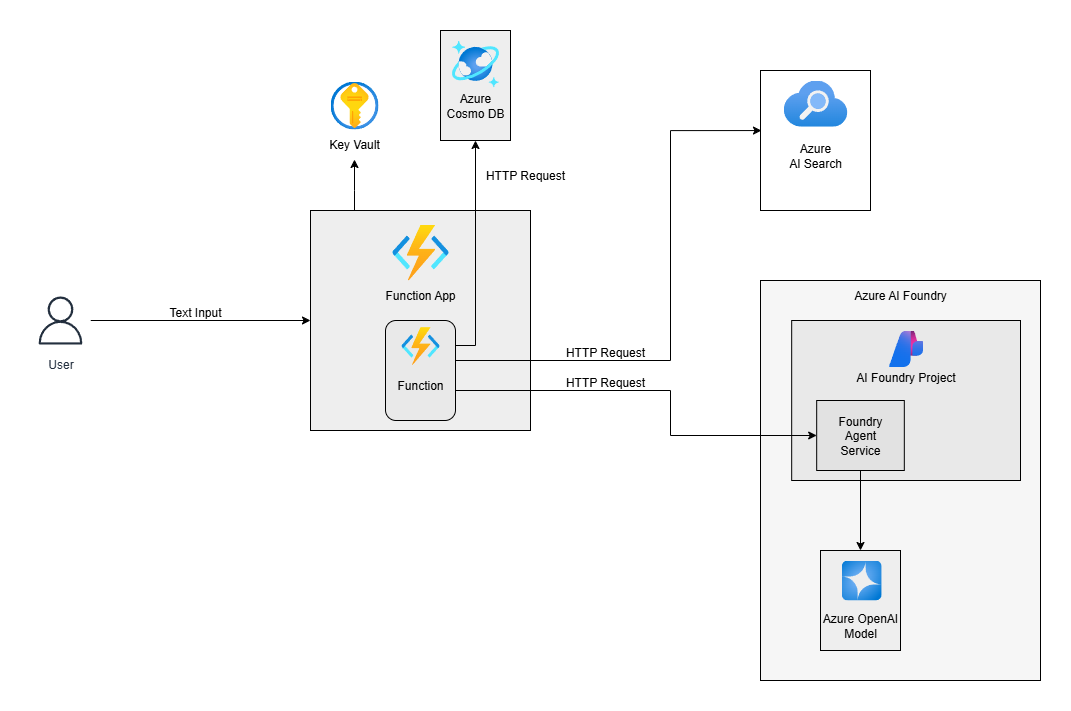 Azure
Cosmo DB
Key Vault
HTTP Request
Azure
AI Search
Function App
Azure AI Foundry
Text Input
User
Function
HTTP Request
HTTP Request
AI Foundry Project
Foundry
Agent
Service
Azure OpenAI
Model